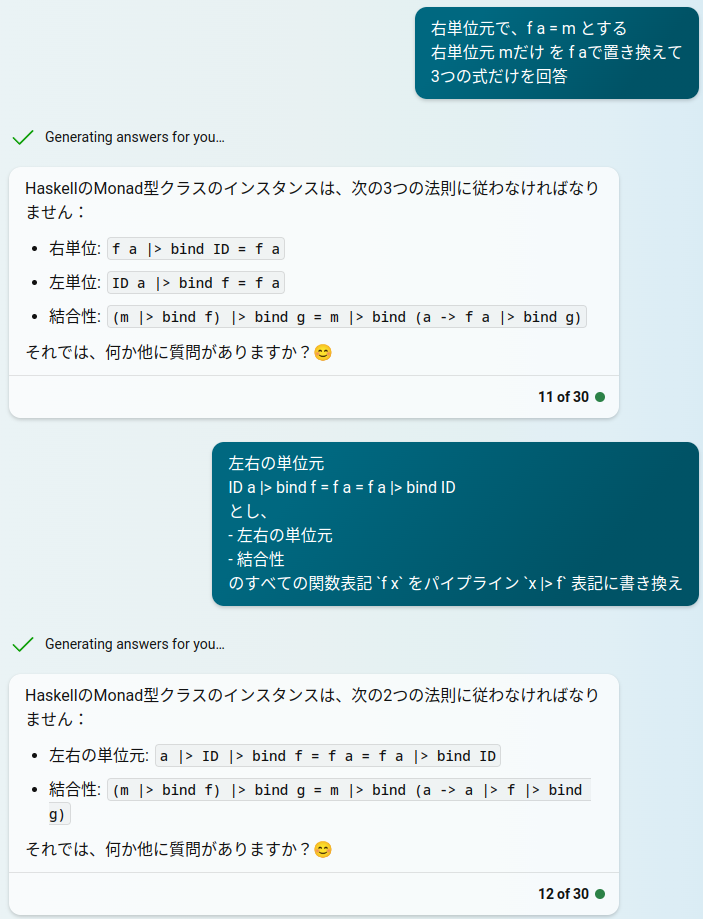 右単位元で、f a = m とする
右単位元 mだけ を f aで置き換えて
3つの式だけを回答
Generating answers for you…
HaskellのMonad型クラスのインスタンスは、次の3つの法則に従わなければなり
ません：
• 右単位: f a |> bind ID = f a
• 左単位: ID a |> bind f = f a
• 結合性: (m |> bind f) |> bind g = m |> bind (a -> f a |> bind g)
それでは、何か他に質問がありますか？😊
11 of 30
左右の単位元
ID a |> bind f = f a = f a |> bind ID
とし、
- 左右の単位元
- 結合性
のすべての関数表記 `f x` をパイプライン `x |> f` 表記に書き換え
Generating answers for you…
HaskellのMonad型クラスのインスタンスは、次の2つの法則に従わなければなり
ません：
• 左右の単位元: a |> ID |> bind f = f a = f a |> bind ID
• 結合性: (m |> bind f) |> bind g = m |> bind (a -> a |> f |> bind
g)
それでは、何か他に質問がありますか？😊
12 of 30